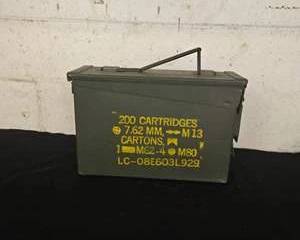 200 CARTRIDGES
7.62 MM, M13
CARTONS,
1 M62-4 M80
LC-08E603L929